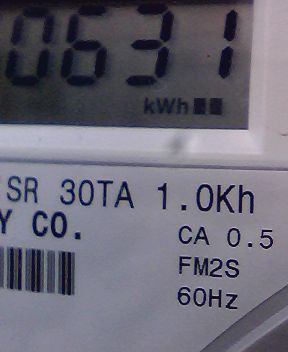 0631
kWh
SR 30TA 1.0Kh
Y CO.
CA 0.5
FM2S
60Hz